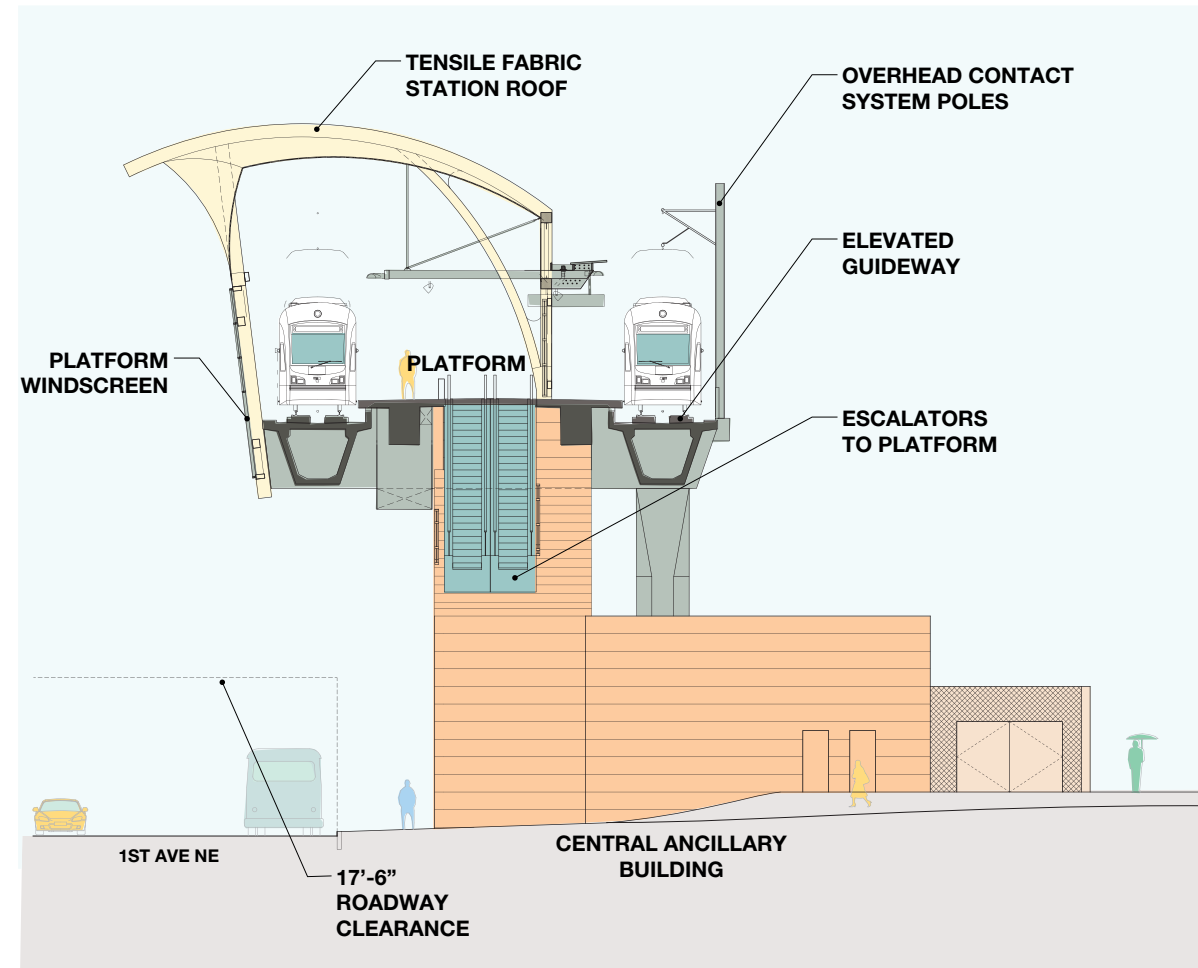 TENSILE FABRIC
STATION ROOF
OVERHEAD CONTACT
SYSTEM POLES
ELEVATED
GUIDEWAY
PLATFORM
WINDSCREEN
PLATFORM
ESCALATORS
TO PLATFORM
1ST AVE NE
CENTRAL ANCILLARY
BUILDING
17’-6”
ROADWAY
CLEARANCE